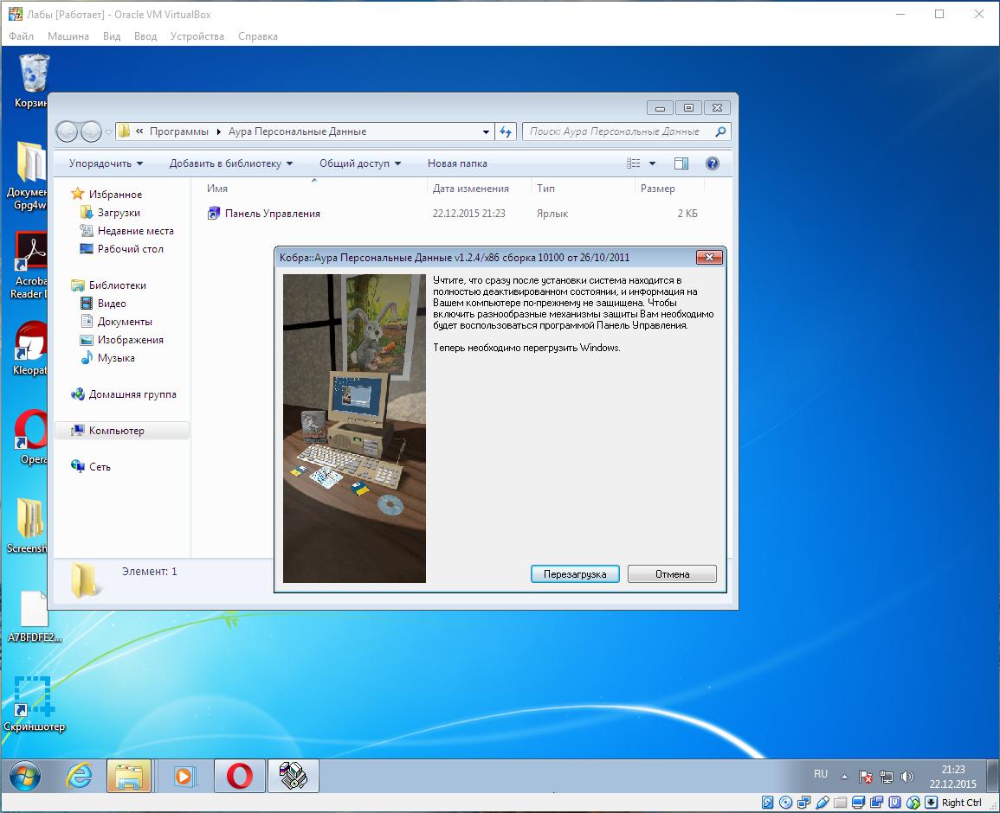 Лабы [Работает] - Oracle VM VirtualBox
Файл Машина Вид Ввод Устройства Справка
Корзин
Докумен
Gpg4w
Acroba
Reader D
Kleopat
Opera
Screensh
A7BFDFE2...
Скриншотер
« Программы Аура Персональные Данные
Поиск: Аура Персональные Данные
Упорядочить Добавить в библиотеку Общий доступ Новая папка
Избранное
Загрузки
Недавние места
Рабочий стол
Библиотеки
Видео
Документы
Изображения
Музыка
Домашняя группа
Компьютер
Сеть
Имя Дата изменения Тип Размер
Панель Управления 22.12.2015 21:23 Ярлык 2 КБ
Элемент: 1
Кобра::Аура Персональные Данные v1.2.4/x86 сборка 10100 от 26/10/2011
Учтите, что сразу после установки система находится в
полностью деактивированном состоянии, и информация на
Вашем компьютере по-прежнему не защищена. Чтобы
включить разнообразные механизмы защиты Вам необходимо
будет воспользоваться программой Панель Управления.
Теперь необходимо перегрузить Windows.
Перезагрузка Отмена
RU
21:23
22.12.2015
Right Ctrl